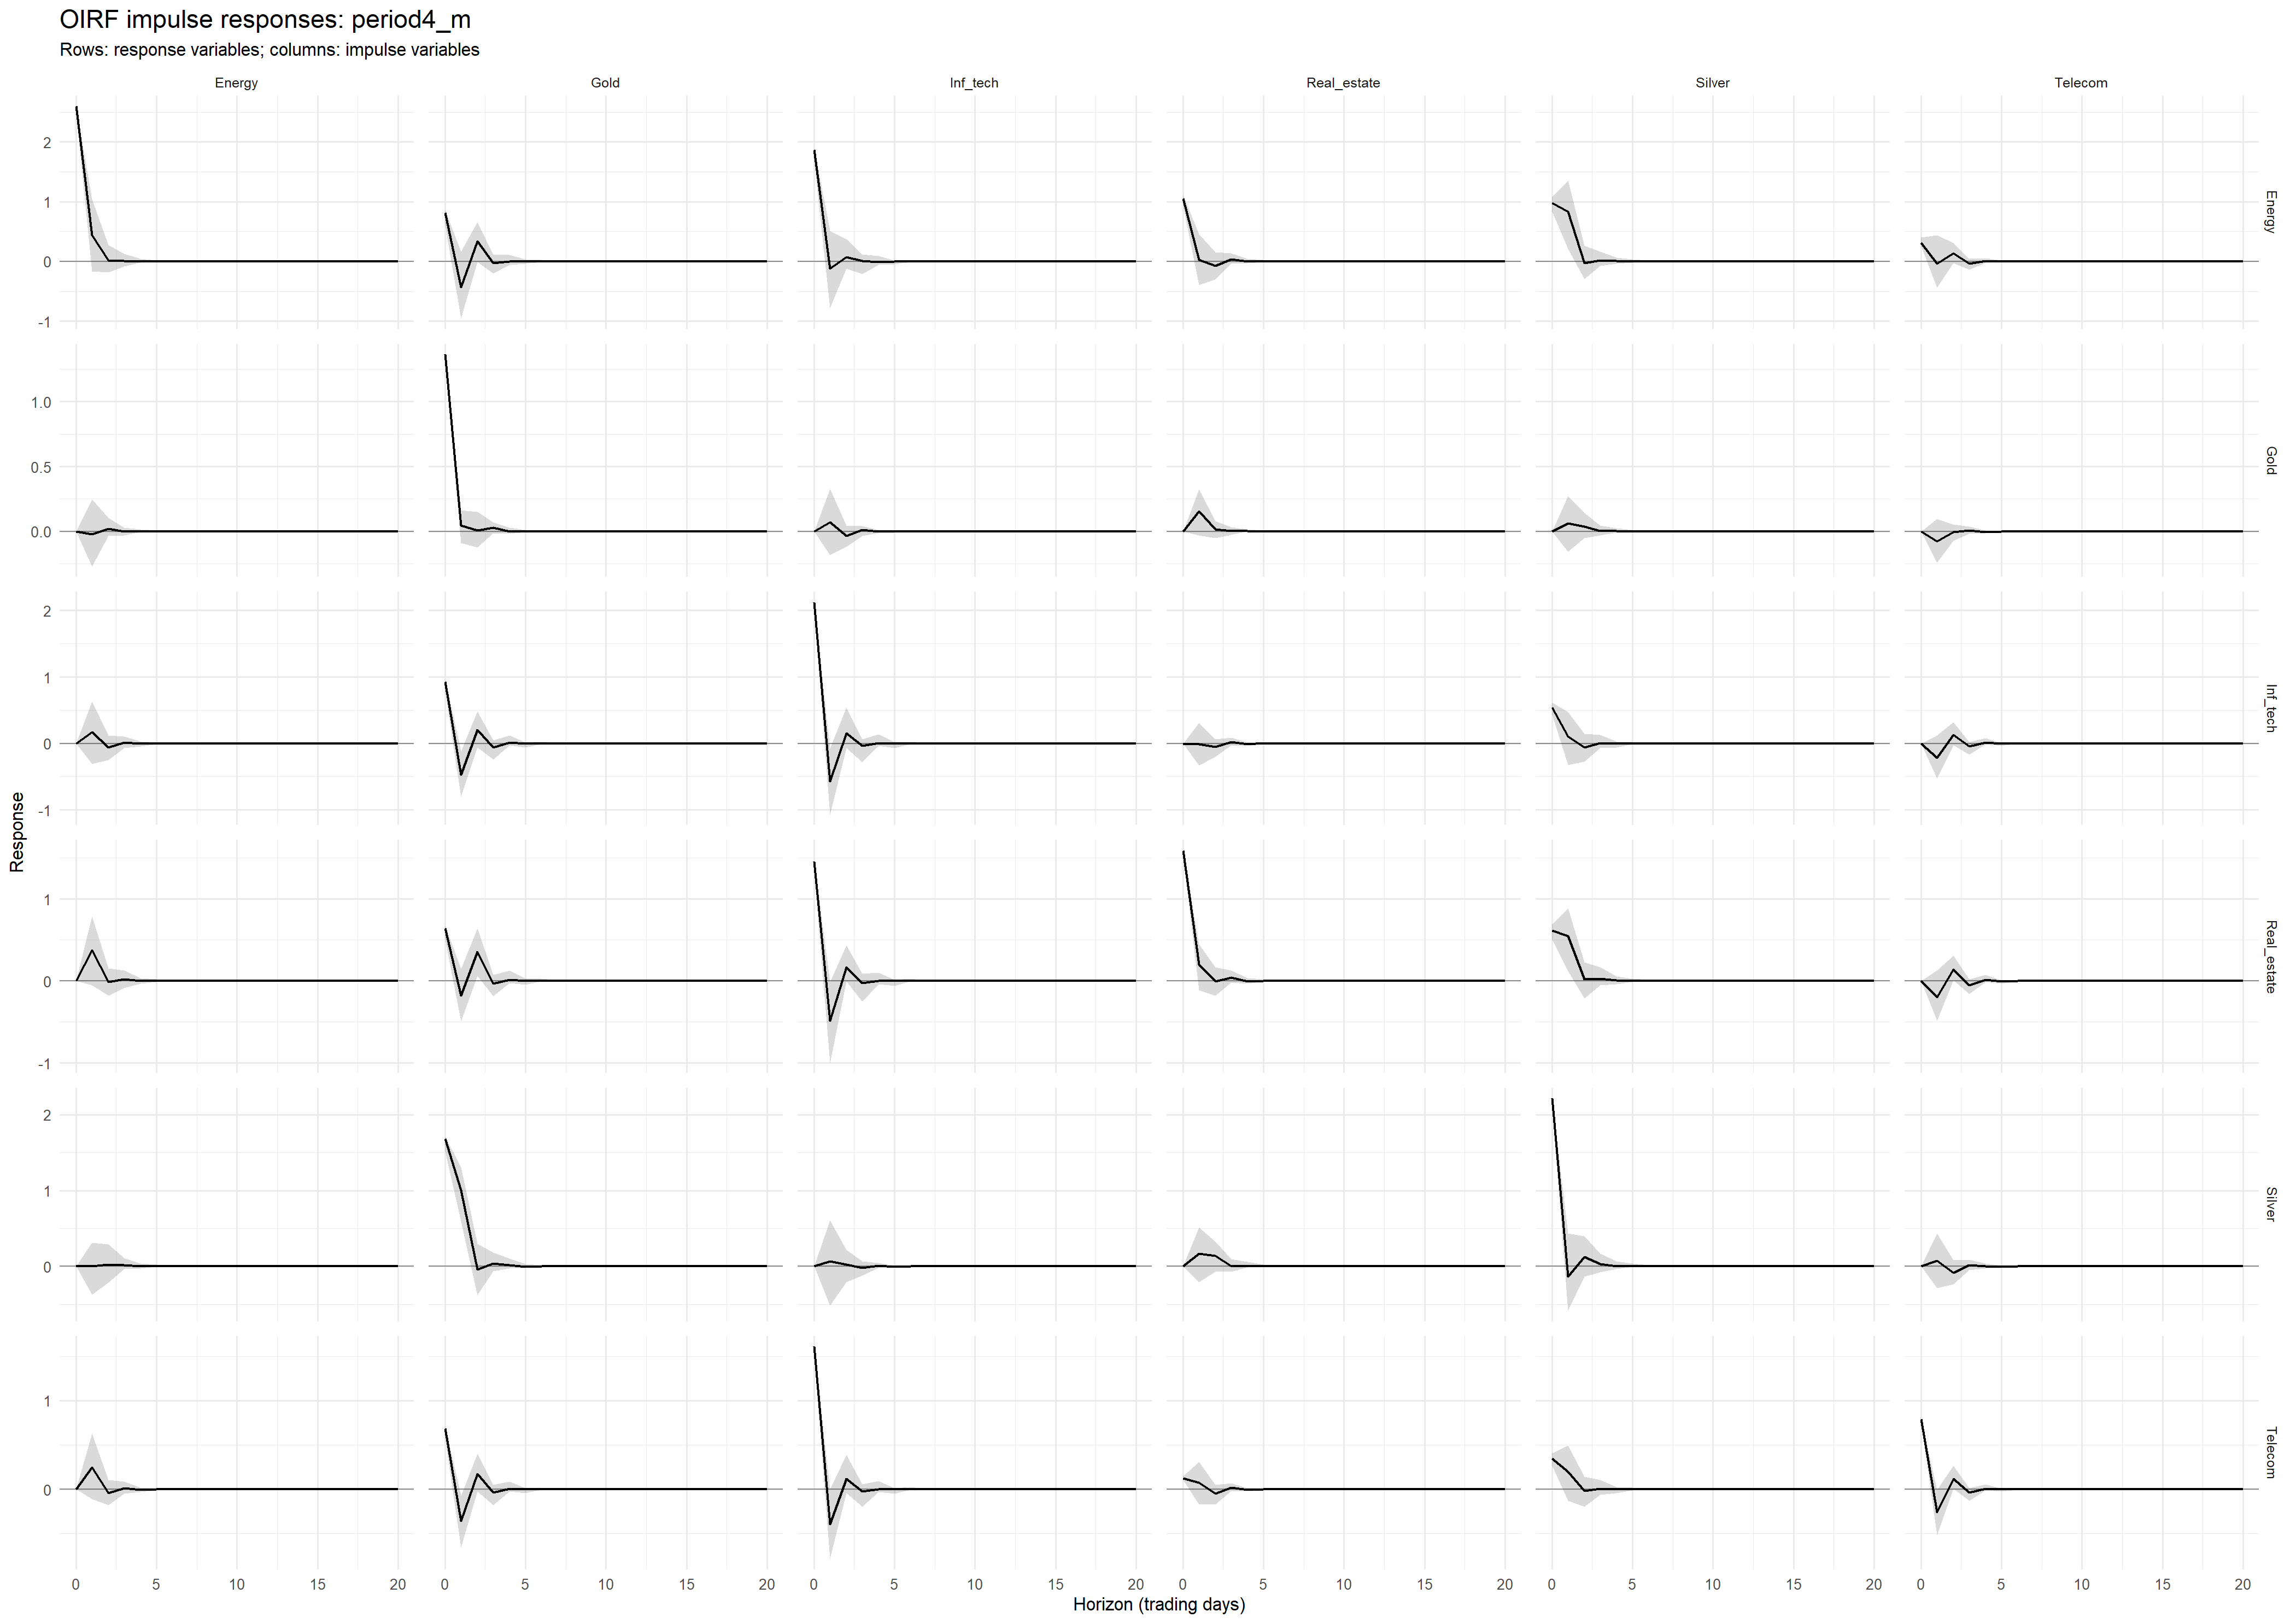 OIRF impulse responses: period4_m
Rows: response variables; columns: impulse variables
Energy Gold Inf_tech Real_estate Silver Telecom
2
1
0
-1
Energy
1.0
0.5
0.0
Gold
2
1
0
-1
Inf_tech
Response
1
0
-1
Real_estate
2
1
0
Silver
1
0
Telecom
0 5 10 15 20 0 5 10 15 20 0 5 10 15 20 0 5 10 15 20 0 5 10 15 20 0 5 10 15 20
Horizon (trading days)